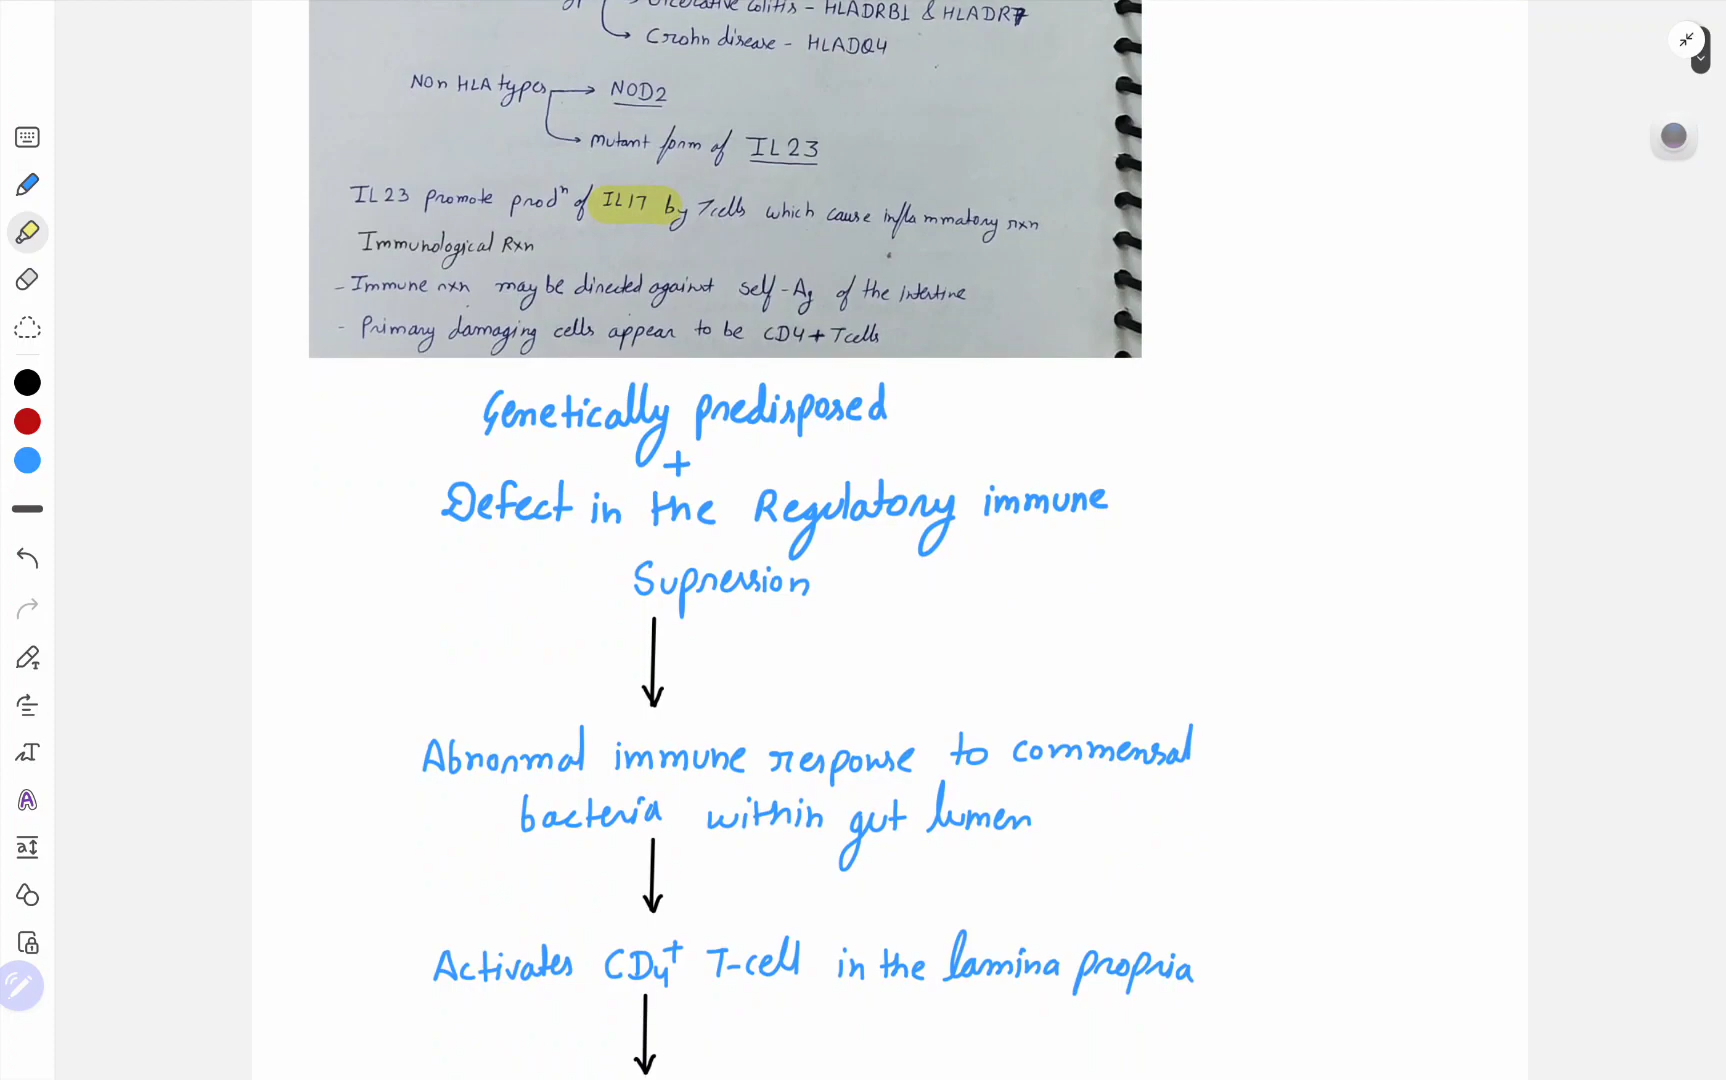 Ulcerative colitis - HLADRB1 & HLADR7
Crohn disease - HLADQ4
Non HLA types → NOD2
→ mutant form of IL23
IL23 promote prodⁿ of IL17 by Tcells which cause inflammatory rxn
Immunological Rxn
- Immune rxn may be directed against self-Ag of the intestine
- Primary damaging cells appear to be CD4+ Tcells
Genetically predisposed
+
Defect in the Regulatory immune
Supression
Abnormal immune response to commensal
bacteria within gut lumen
Activates CD4⁺ T-cell in the lamina propria